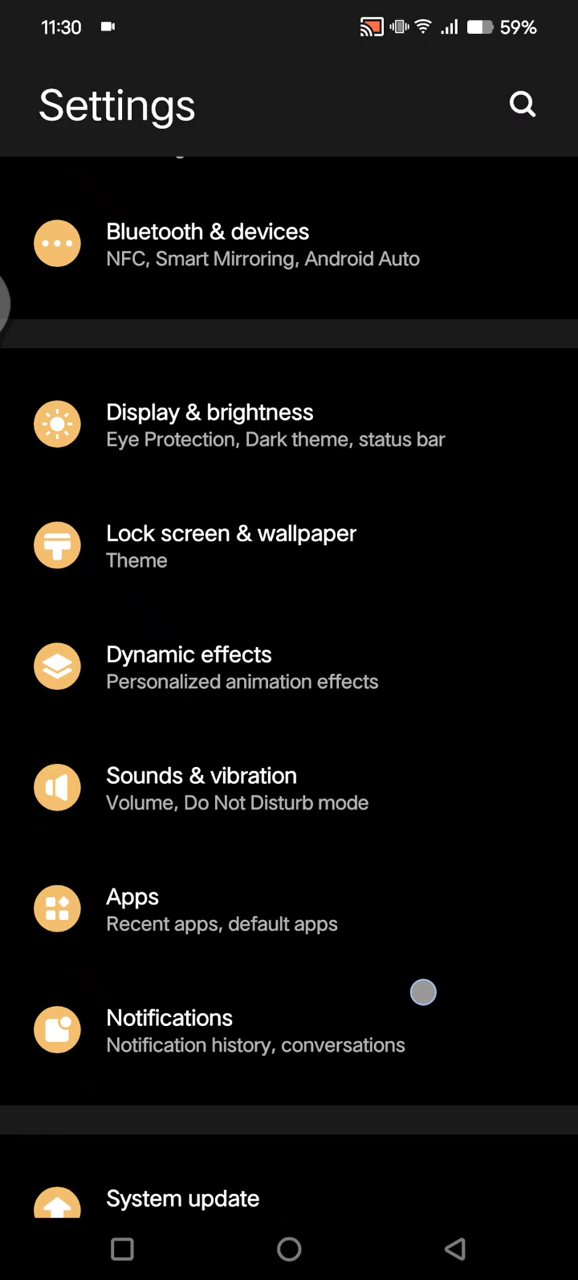 11:30
59%
Settings
Bluetooth & devices
NFC, Smart Mirroring, Android Auto
Display & brightness
Eye Protection, Dark theme, status bar
Lock screen & wallpaper
Theme
Dynamic effects
Personalized animation effects
Sounds & vibration
Volume, Do Not Disturb mode
Apps
Recent apps, default apps
Notifications
Notification history, conversations
System update